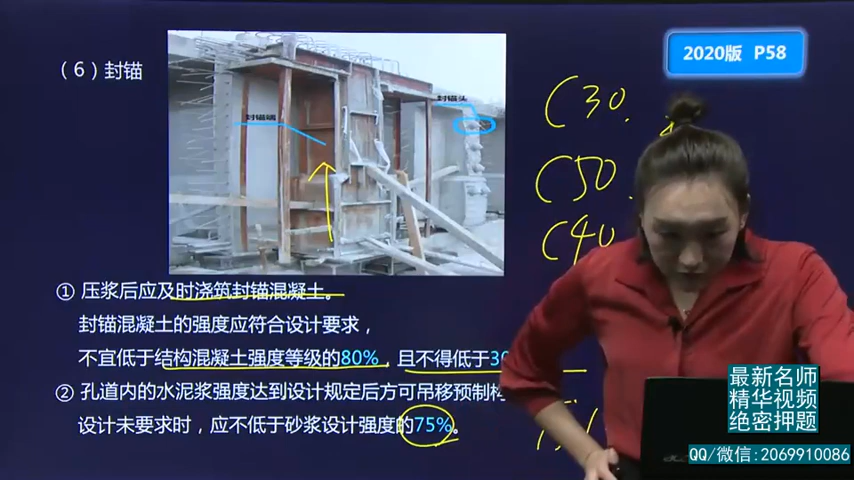 2020版 P58
（6）封锚
封锚头
封锚端
C30.
C50.
C40
① 压浆后应及时浇筑封锚混凝土。
封锚混凝土的强度应符合设计要求，
不宜低于结构混凝土强度等级的80%，且不得低于30
② 孔道内的水泥浆强度达到设计规定后方可吊移预制构
设计未要求时，应不低于砂浆设计强度的75%。
最新名师
精华视频
绝密押题
QQ/微信:2069910086